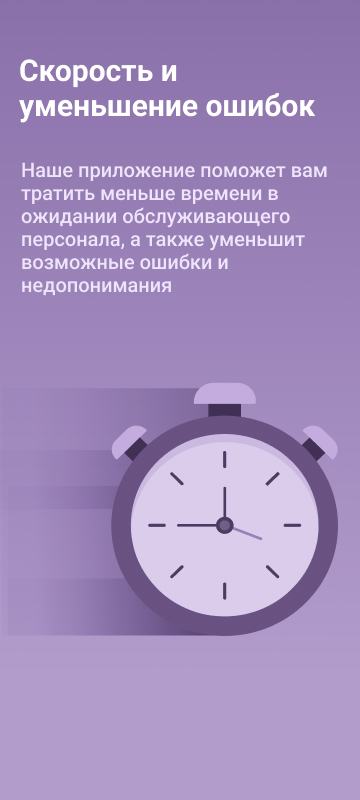 Скорость и
уменьшение ошибок
Наше приложение поможет вам
тратить меньше времени в
ожидании обслуживающего
персонала, а также уменьшит
возможные ошибки и
недопонимания